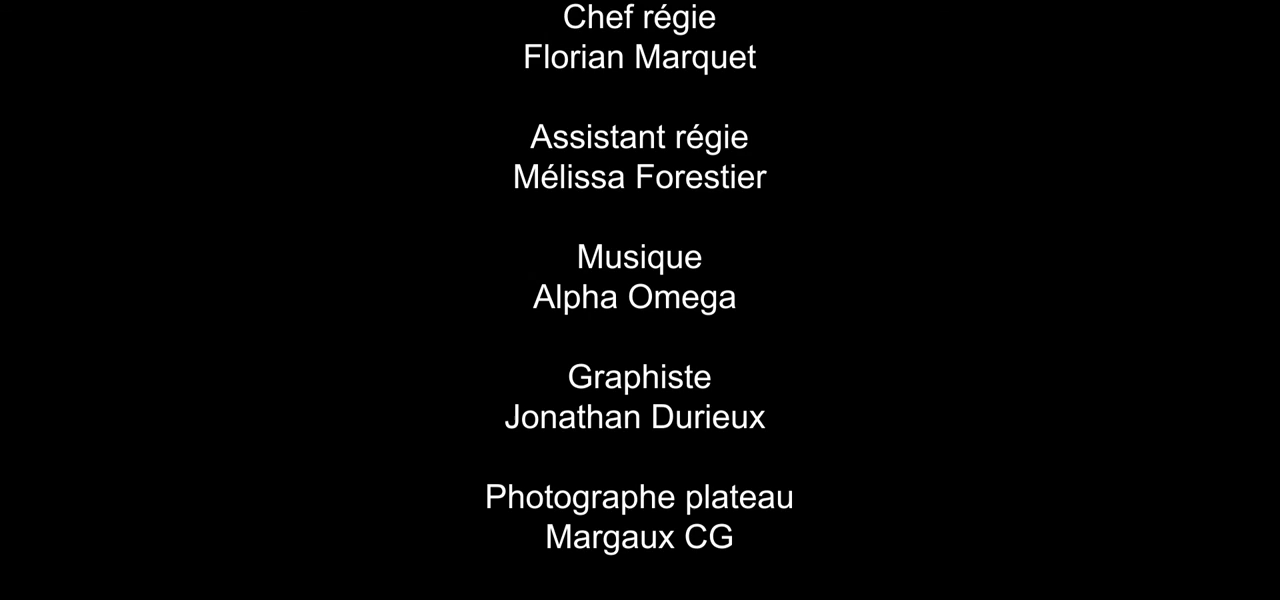 Chef régie
Florian Marquet
Assistant régie
Mélissa Forestier
Musique
Alpha Omega
Graphiste
Jonathan Durieux
Photographe plateau
Margaux CG